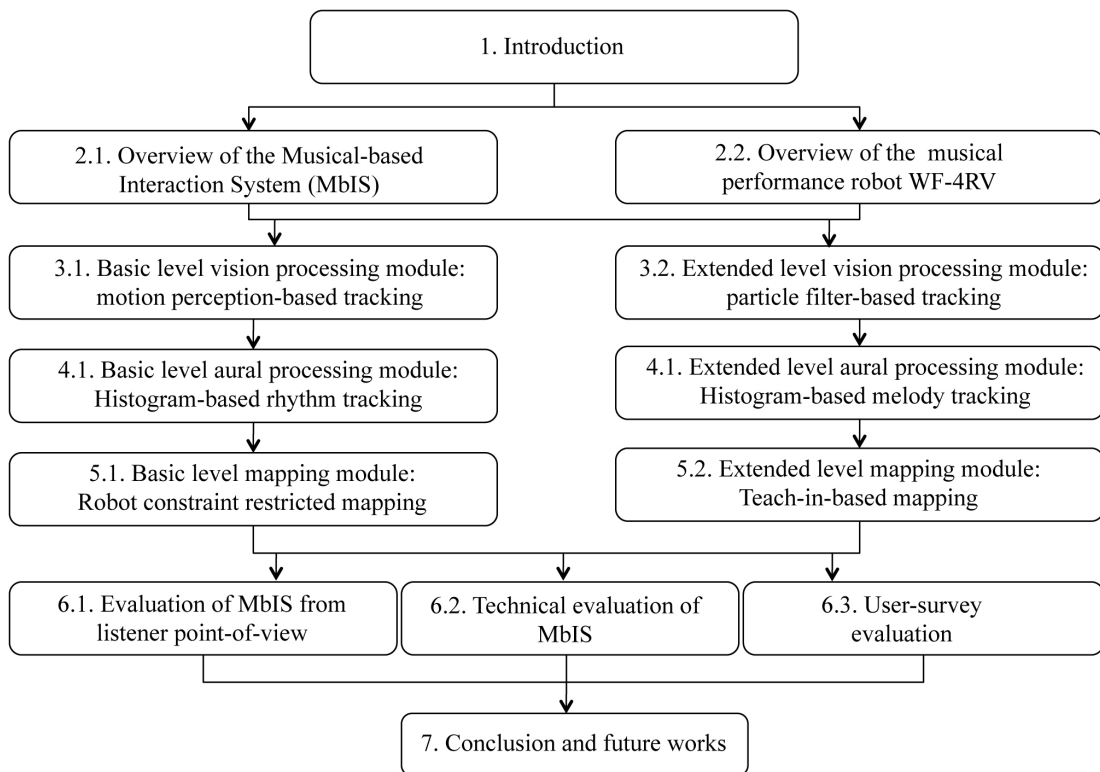 1. Introduction
2.1. Overview of the Musical-based
Interaction System (MbIS)
2.2. Overview of the musical
performance robot WF-4RV
3.1. Basic level vision processing module:
motion perception-based tracking
3.2. Extended level vision processing module:
particle filter-based tracking
4.1. Basic level aural processing module:
Histogram-based rhythm tracking
4.1. Extended level aural processing module:
Histogram-based melody tracking
5.1. Basic level mapping module:
Robot constraint restricted mapping
5.2. Extended level mapping module:
Teach-in-based mapping
6.1. Evaluation of MbIS from
listener point-of-view
6.2. Technical evaluation of
MbIS
6.3. User-survey
evaluation
7. Conclusion and future works